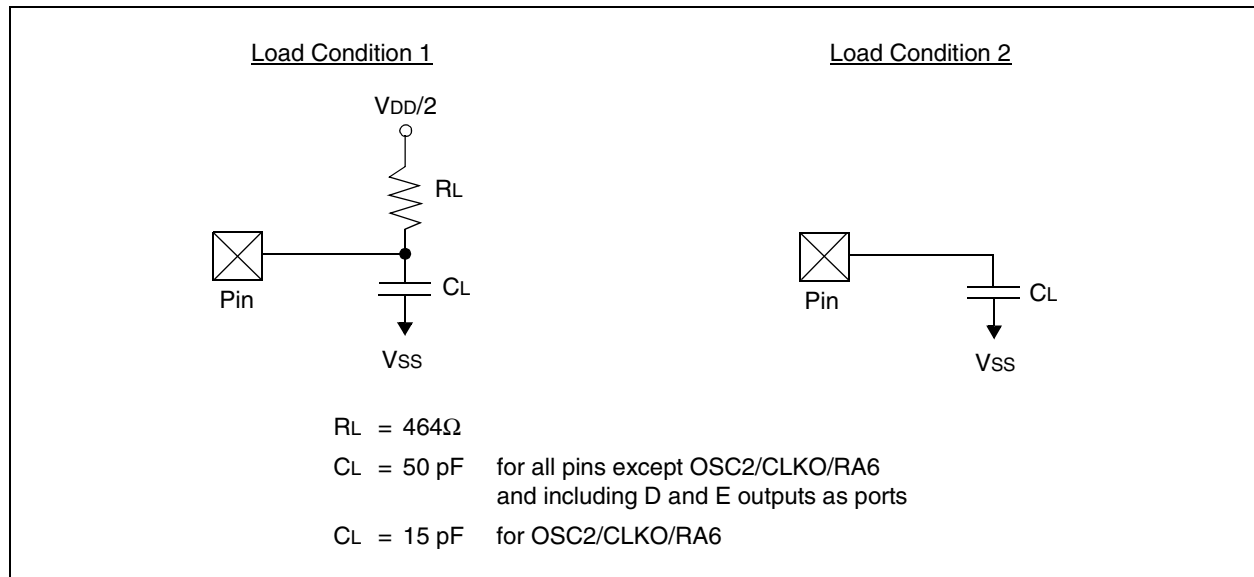 Load Condition 1
VDD/2
RL
CL
Pin
VSS
Load Condition 2
CL
Pin
VSS
RL = 464Ω
CL = 50 pF for all pins except OSC2/CLKO/RA6
and including D and E outputs as ports
CL = 15 pF for OSC2/CLKO/RA6